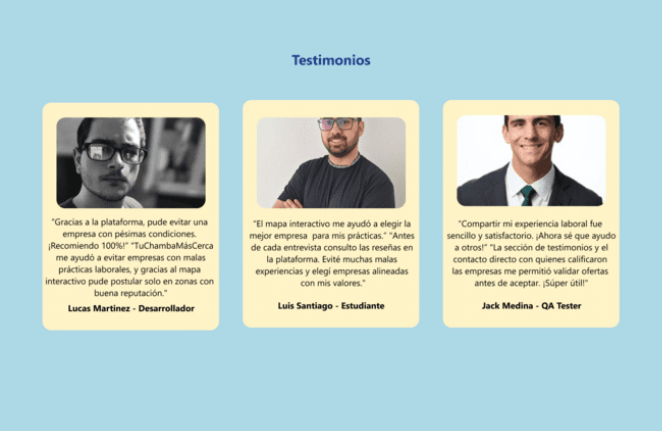 Testimonios
"Gracias a la plataforma, pude evitar una
empresa con pésimas condiciones.
¡Recomiendo 100%!" "TuChambaMásCerca
me ayudó a evitar empresas con malas
prácticas laborales, y gracias al mapa
interactivo pude postular solo en zonas con
buena reputación."
Lucas Martinez - Desarrollador
"El mapa interactivo me ayudó a elegir la
mejor empresa para mis prácticas." "Antes
de cada entrevista consulto las reseñas en
la plataforma. Evité muchas malas
experiencias y elegí empresas alineadas
con mis valores."
Luis Santiago - Estudiante
"Compartir mi experiencia laboral fue
sencillo y satisfactorio. ¡Ahora sé que ayudo
a otros!" "La sección de testimonios y el
contacto directo con quienes calificaron
las empresas me permitió validar ofertas
antes de aceptar. ¡Súper útil!"
Jack Medina - QA Tester